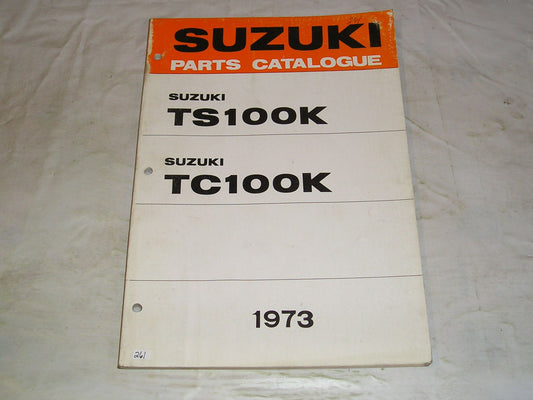 SUZUKI
PARTS CATALOGUE
SUZUKI
TS100K
SUZUKI
TC100K
1973
261